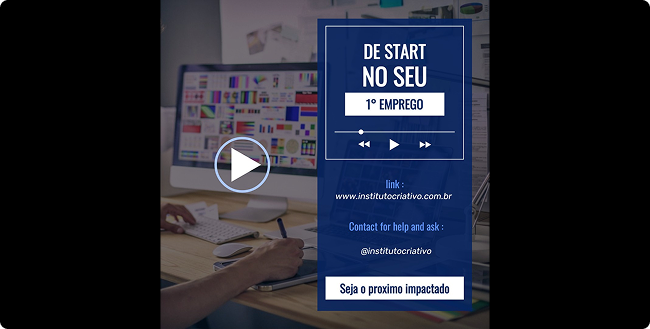 DE START
NO SEU
1° EMPREGO
link :
www.institutocriativo.com.br
Contact for help and ask :
@institutocriativo
Seja o proximo impactado